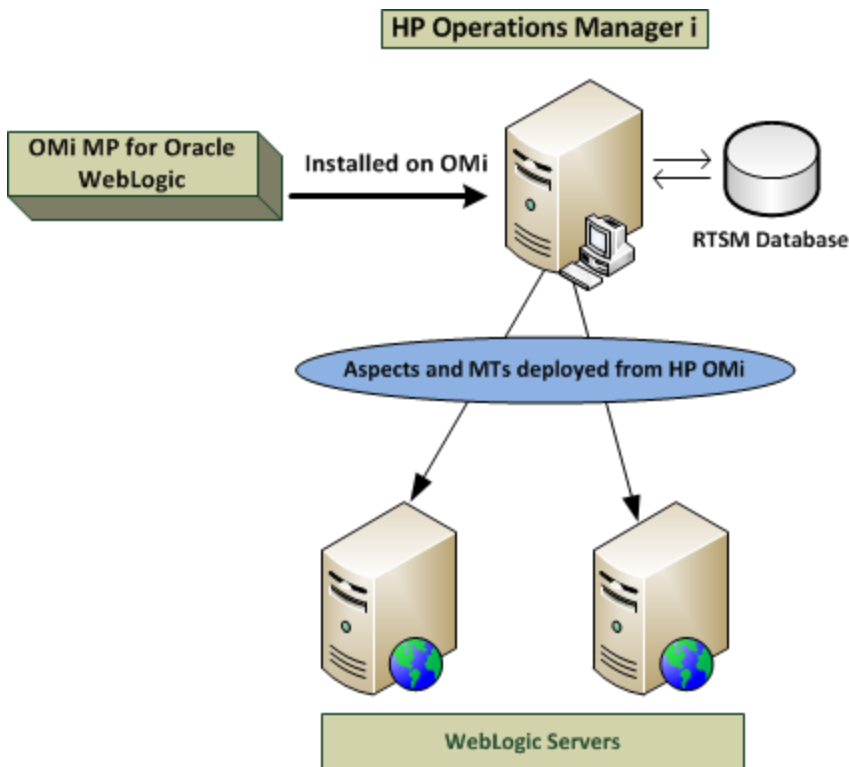 HP Operations Manager i
OMi MP for Oracle
WebLogic
Installed on OMi
RTSM Database
Aspects and MTs deployed from HP OMi
WebLogic Servers